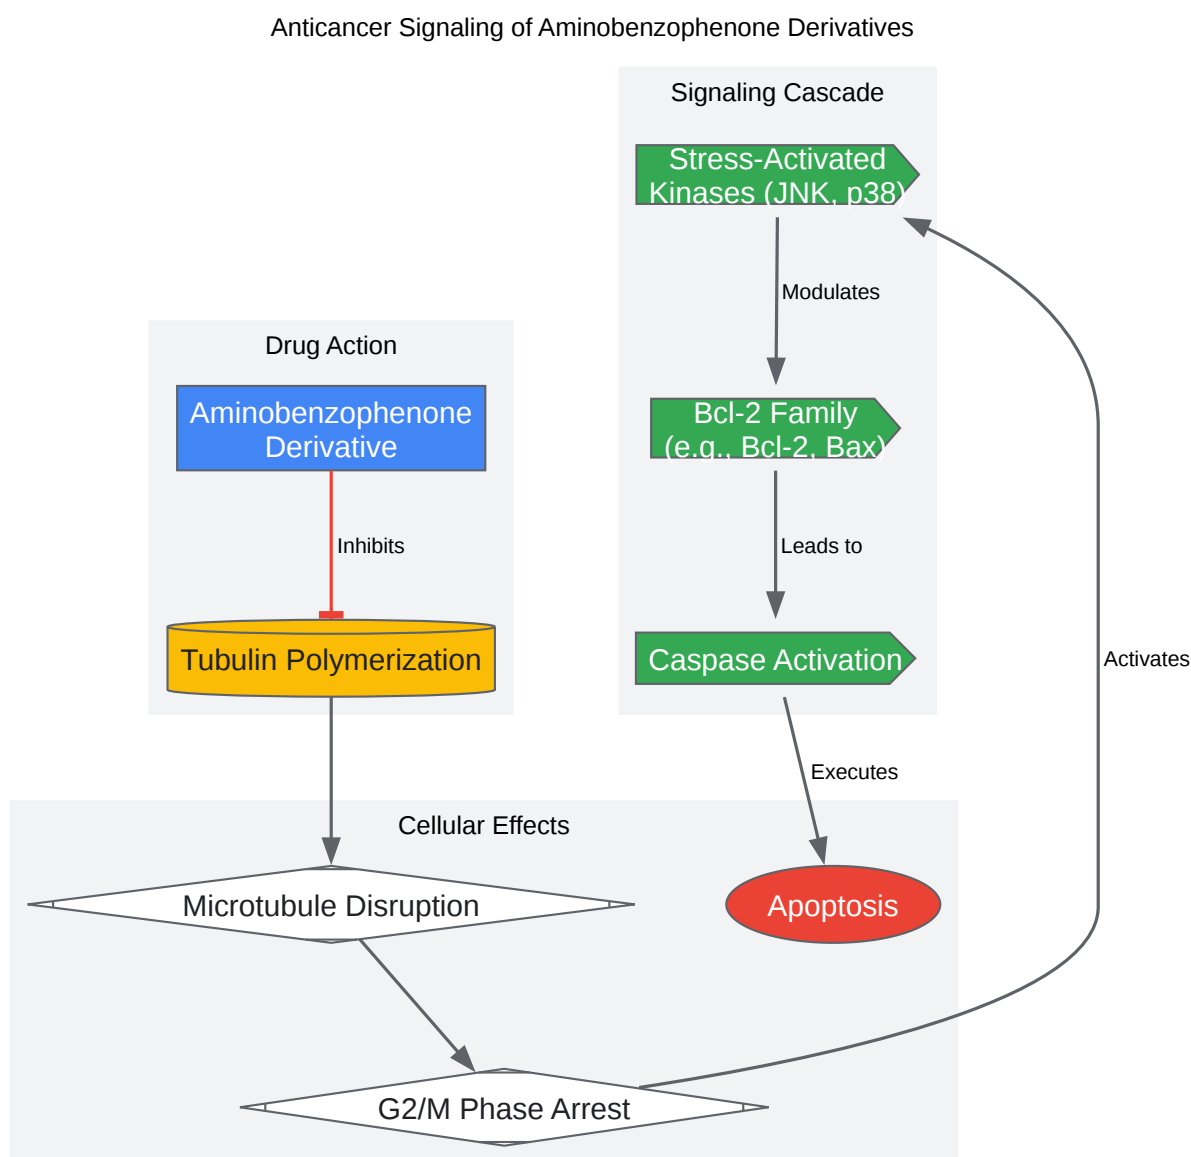 Anticancer Signaling of Aminobenzophenone Derivatives
Signaling Cascade
Stress-Activated
Kinases (JNK, p38)
Modulates
Drug Action
Aminobenzophenone
Derivative
Bcl-2 Family
(e.g., Bcl-2, Bax)
Inhibits
Leads to
Tubulin Polymerization
Caspase Activation
Activates
Executes
Cellular Effects
Microtubule Disruption
Apoptosis
G2/M Phase Arrest